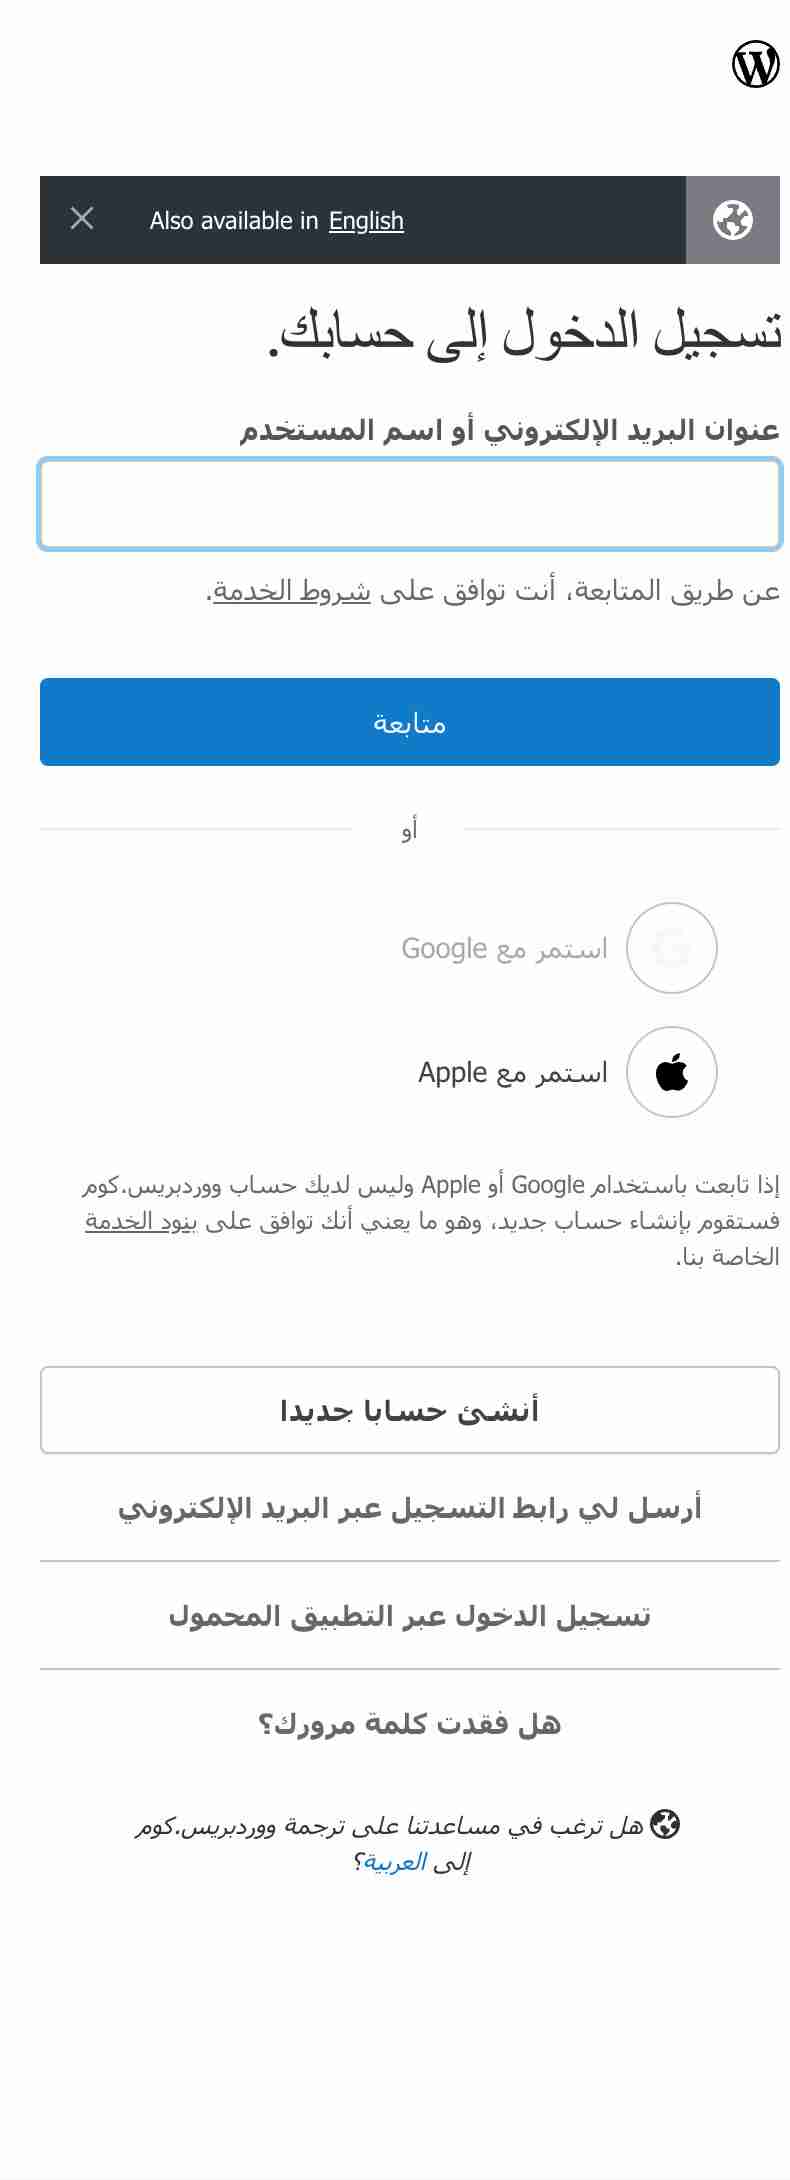 Also available in English
تسجيل الدخول إلى حسابك.
عنوان البريد الإلكتروني أو اسم المستخدم
عن طريق المتابعة، أنت توافق على شروط الخدمة.
متابعة
أو
استمر مع Google
استمر مع Apple
إذا تابعت باستخدام Google أو Apple وليس لديك حساب ووردبريس.كوم
فستقوم بإنشاء حساب جديد، وهو ما يعني أنك توافق على بنود الخدمة
الخاصة بنا.
أنشئ حسابا جديدا
أرسل لي رابط التسجيل عبر البريد الإلكتروني
تسجيل الدخول عبر التطبيق المحمول
هل فقدت كلمة مرورك؟
هل ترغب في مساعدتنا على ترجمة ووردبريس.كوم
إلى العربية؟